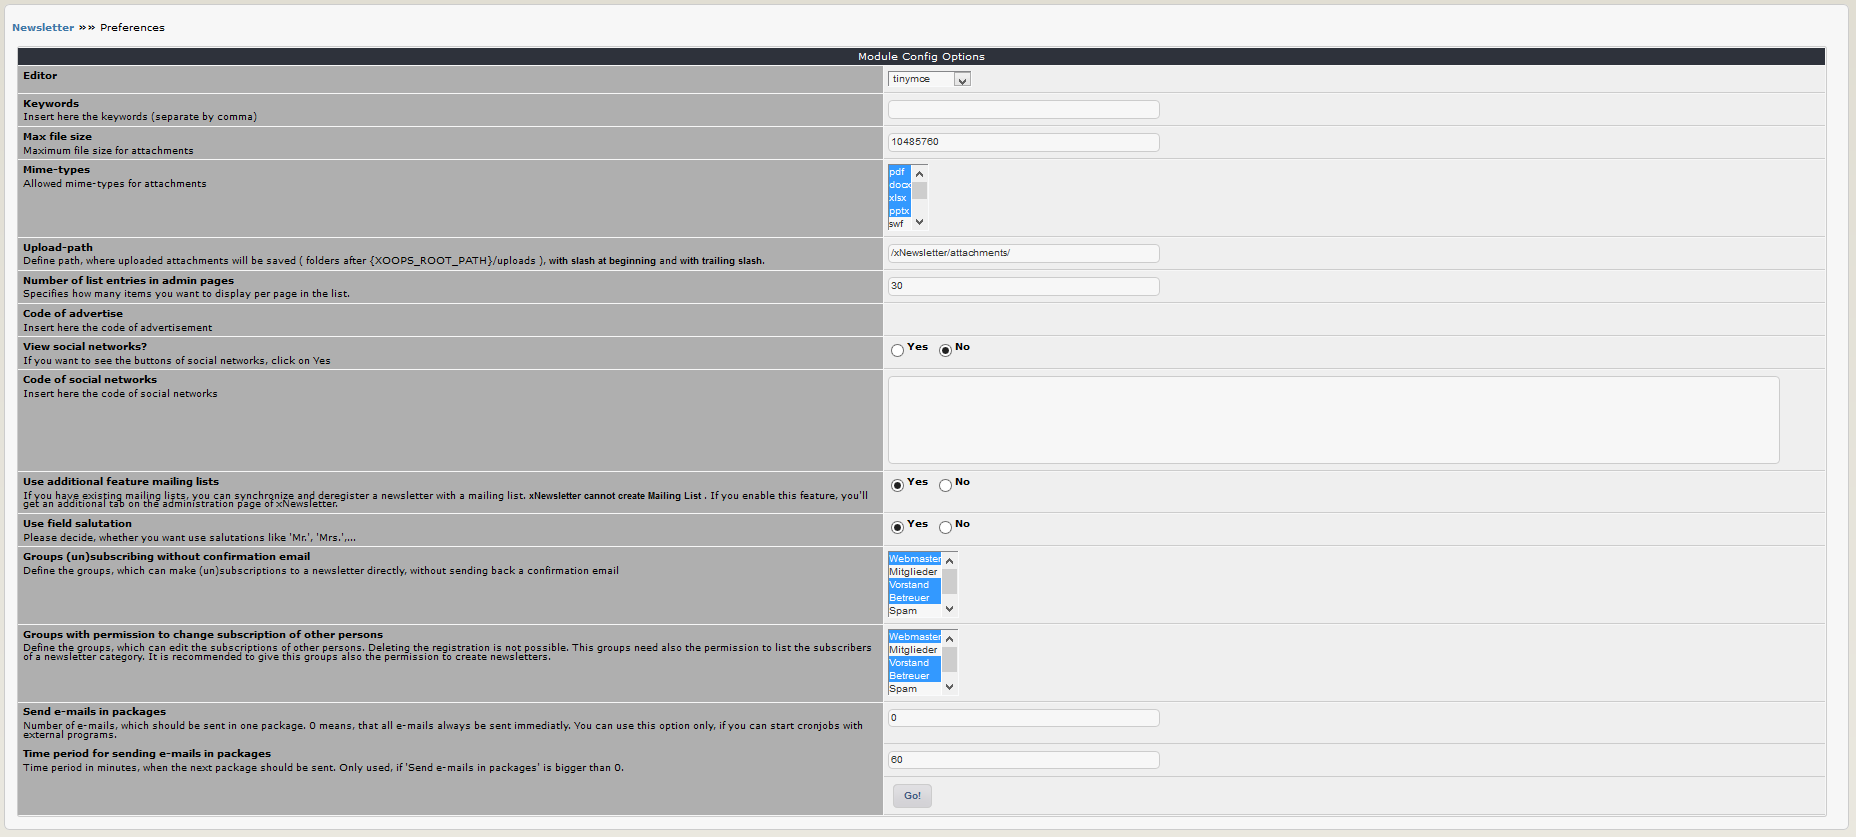 Newsletter »» Preferences
Module Config Options
Editor
tinymce
Keywords
Insert here the keywords (separate by comma)
Max file size
Maximum file size for attachments
10485760
Mime-types
Allowed mime-types for attachments
pdf
docx
xlsx
pptx
swf
Upload-path
Define path, where uploaded attachments will be saved ( folders after {XOOPS_ROOT_PATH}/uploads ), with slash at beginning and with trailing slash.
/xNewsletter/attachments/
Number of list entries in admin pages
Specifies how many items you want to display per page in the list.
30
Code of advertise
Insert here the code of advertisement
View social networks?
If you want to see the buttons of social networks, click on Yes
Yes No
Code of social networks
Insert here the code of social networks
Use additional feature mailing lists
If you have existing mailing lists, you can synchronize and deregister a newsletter with a mailing list. xNewsletter cannot create Mailing List . If you enable this feature, you'll
get an additional tab on the administration page of xNewsletter.
Yes No
Use field salutation
Please decide, whether you want use salutations like 'Mr.', 'Mrs.',...
Yes No
Groups (un)subscribing without confirmation email
Define the groups, which can make (un)subscriptions to a newsletter directly, without sending back a confirmation email
Webmaster
Mitglieder
Vorstand
Betreuer
Spam
Groups with permission to change subscription of other persons
Define the groups, which can edit the subscriptions of other persons. Deleting the registration is not possible. This groups need also the permission to list the subscribers
of a newsletter category. It is recommended to give this groups also the permission to create newsletters.
Webmaster
Mitglieder
Vorstand
Betreuer
Spam
Send e-mails in packages
Number of e-mails, which should be sent in one package. 0 means, that all e-mails always be sent immediatly. You can use this option only, if you can start cronjobs with
external programs.
0
Time period for sending e-mails in packages
Time period in minutes, when the next package should be sent. Only used, if 'Send e-mails in packages' is bigger than 0.
60
Go!